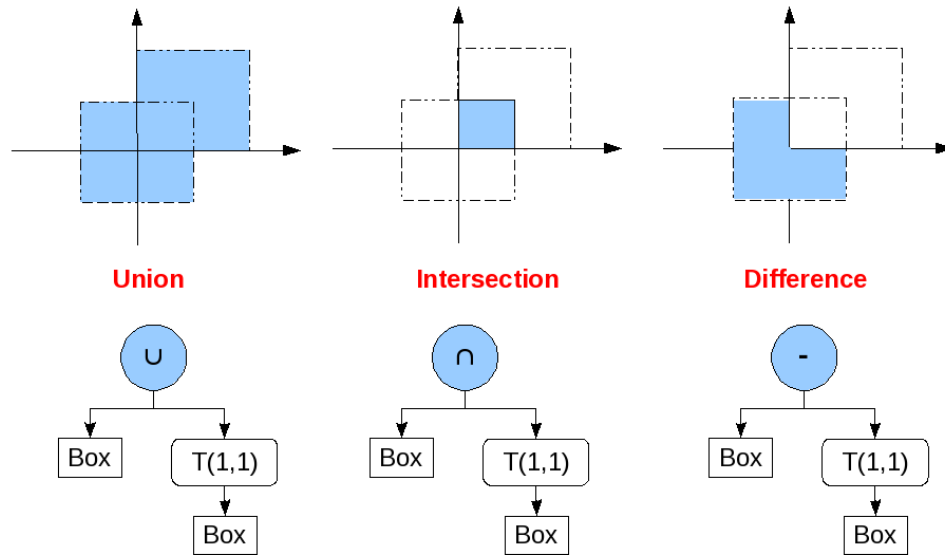 Union Intersection Difference
∪ ∩ -
Box T(1,1) Box T(1,1) Box T(1,1)
Box Box Box